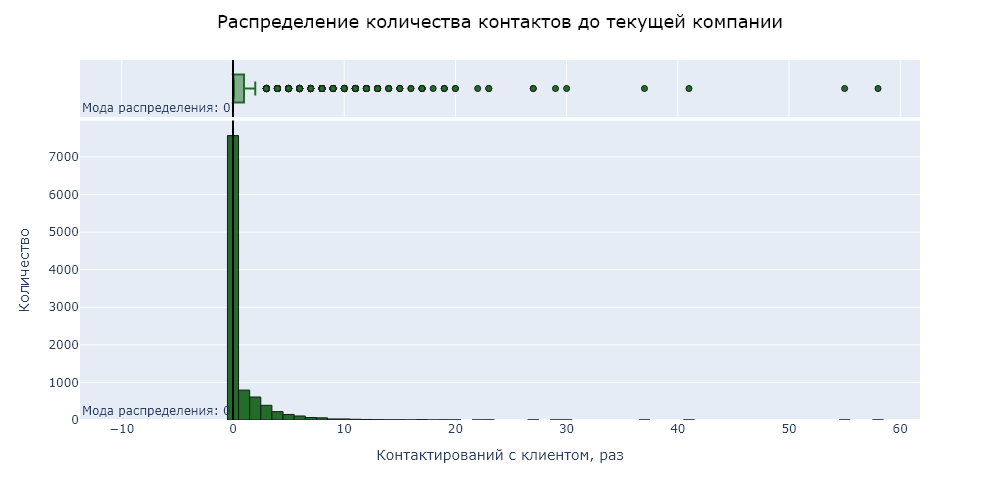 Распределение количества контактов до текущей компании
Мода распределения: 0
7000
6000
5000
4000
3000
2000
1000
0
Количество
Мода распределения: 0
−10 0 10 20 30 40 50 60
Контактирований с клиентом, раз